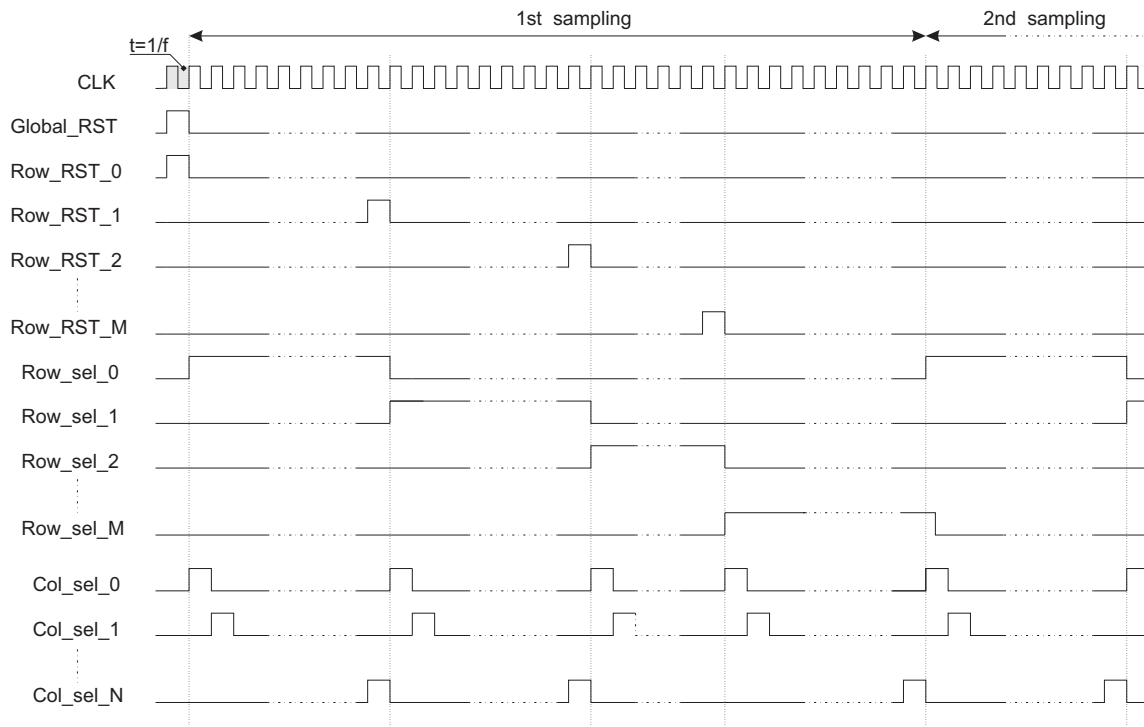 1st sampling
2nd sampling
t=1/f
CLK
Global_RST
Row_RST_0
Row_RST_1
Row_RST_2
Row_RST_M
Row_sel_0
Row_sel_1
Row_sel_2
Row_sel_M
Col_sel_0
Col_sel_1
Col_sel_N